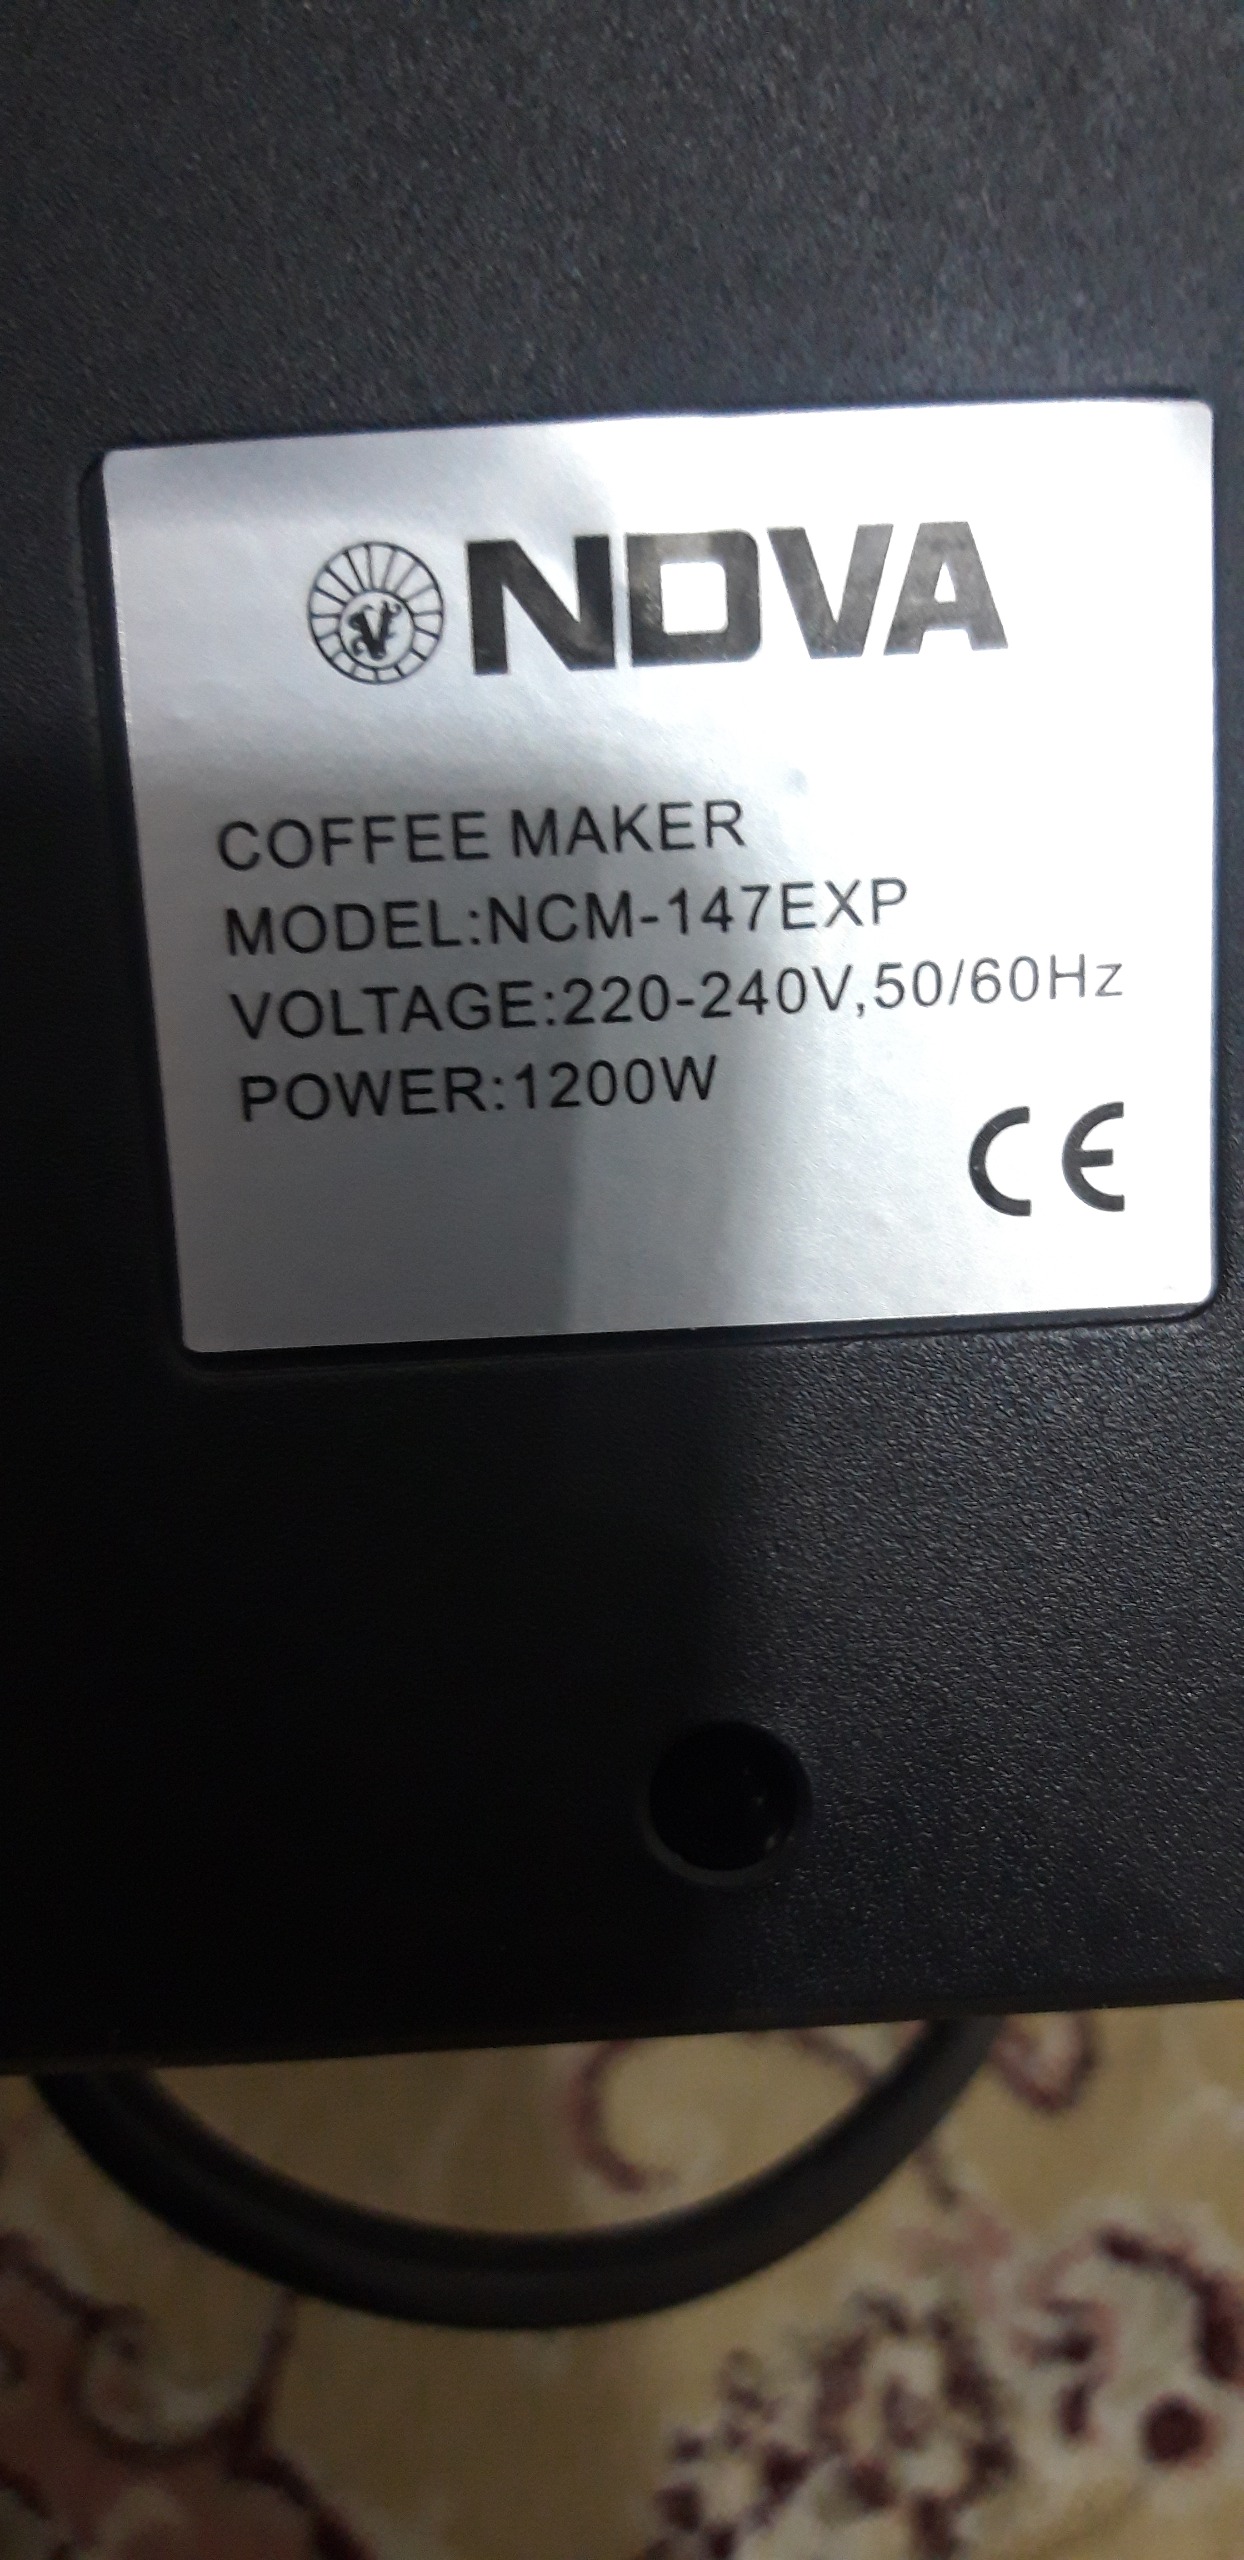 NOVA
COFFEE MAKER
MODEL:NCM-147EXP
VOLTAGE:220-240V,50/60Hz
POWER:1200W
CE